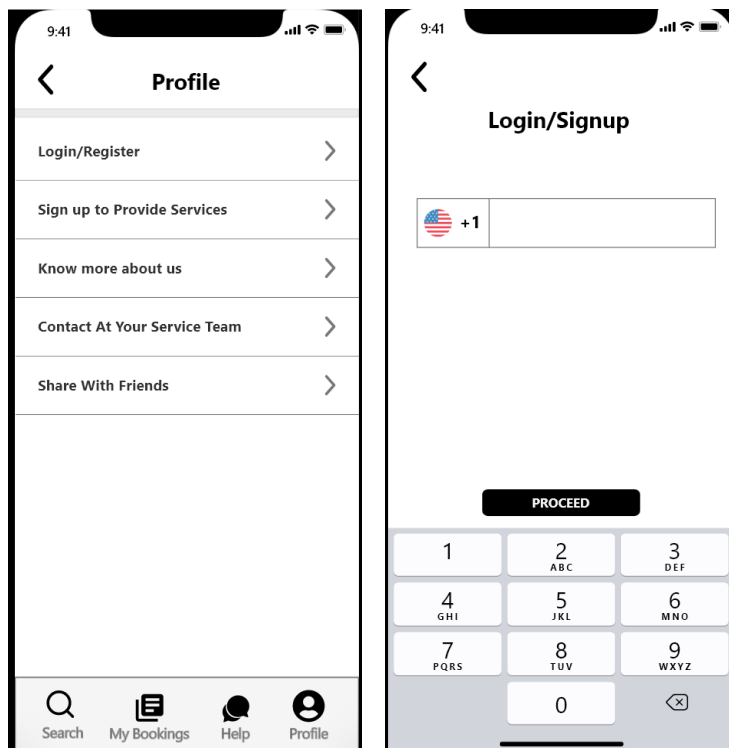 9:41
Profile
Login/Register
Sign up to Provide Services
Know more about us
Contact At Your Service Team
Share With Friends
Search My Bookings Help Profile
9:41
Login/Signup
+1
PROCEED
1 2 3
ABC DEF
4 5 6
GHI JKL MNO
7 8 9
PQRS TUV WXYZ
0